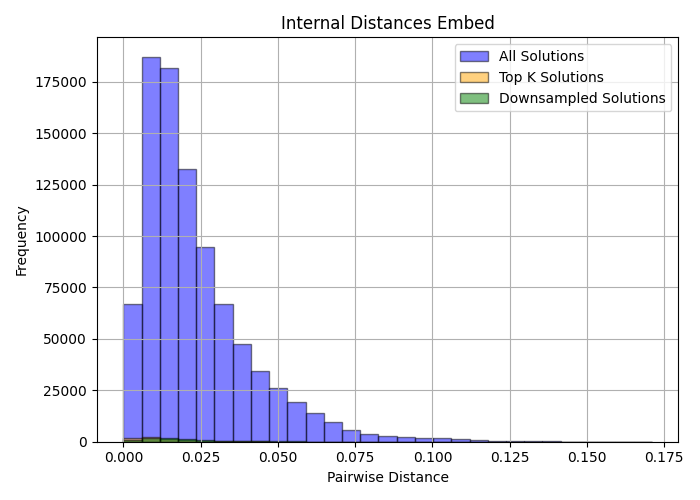 Internal Distances Embed
All Solutions
Top K Solutions
Downsampled Solutions
Frequency
175000
150000
125000
100000
75000
50000
25000
0
0.000 0.025 0.050 0.075 0.100 0.125 0.150 0.175
Pairwise Distance